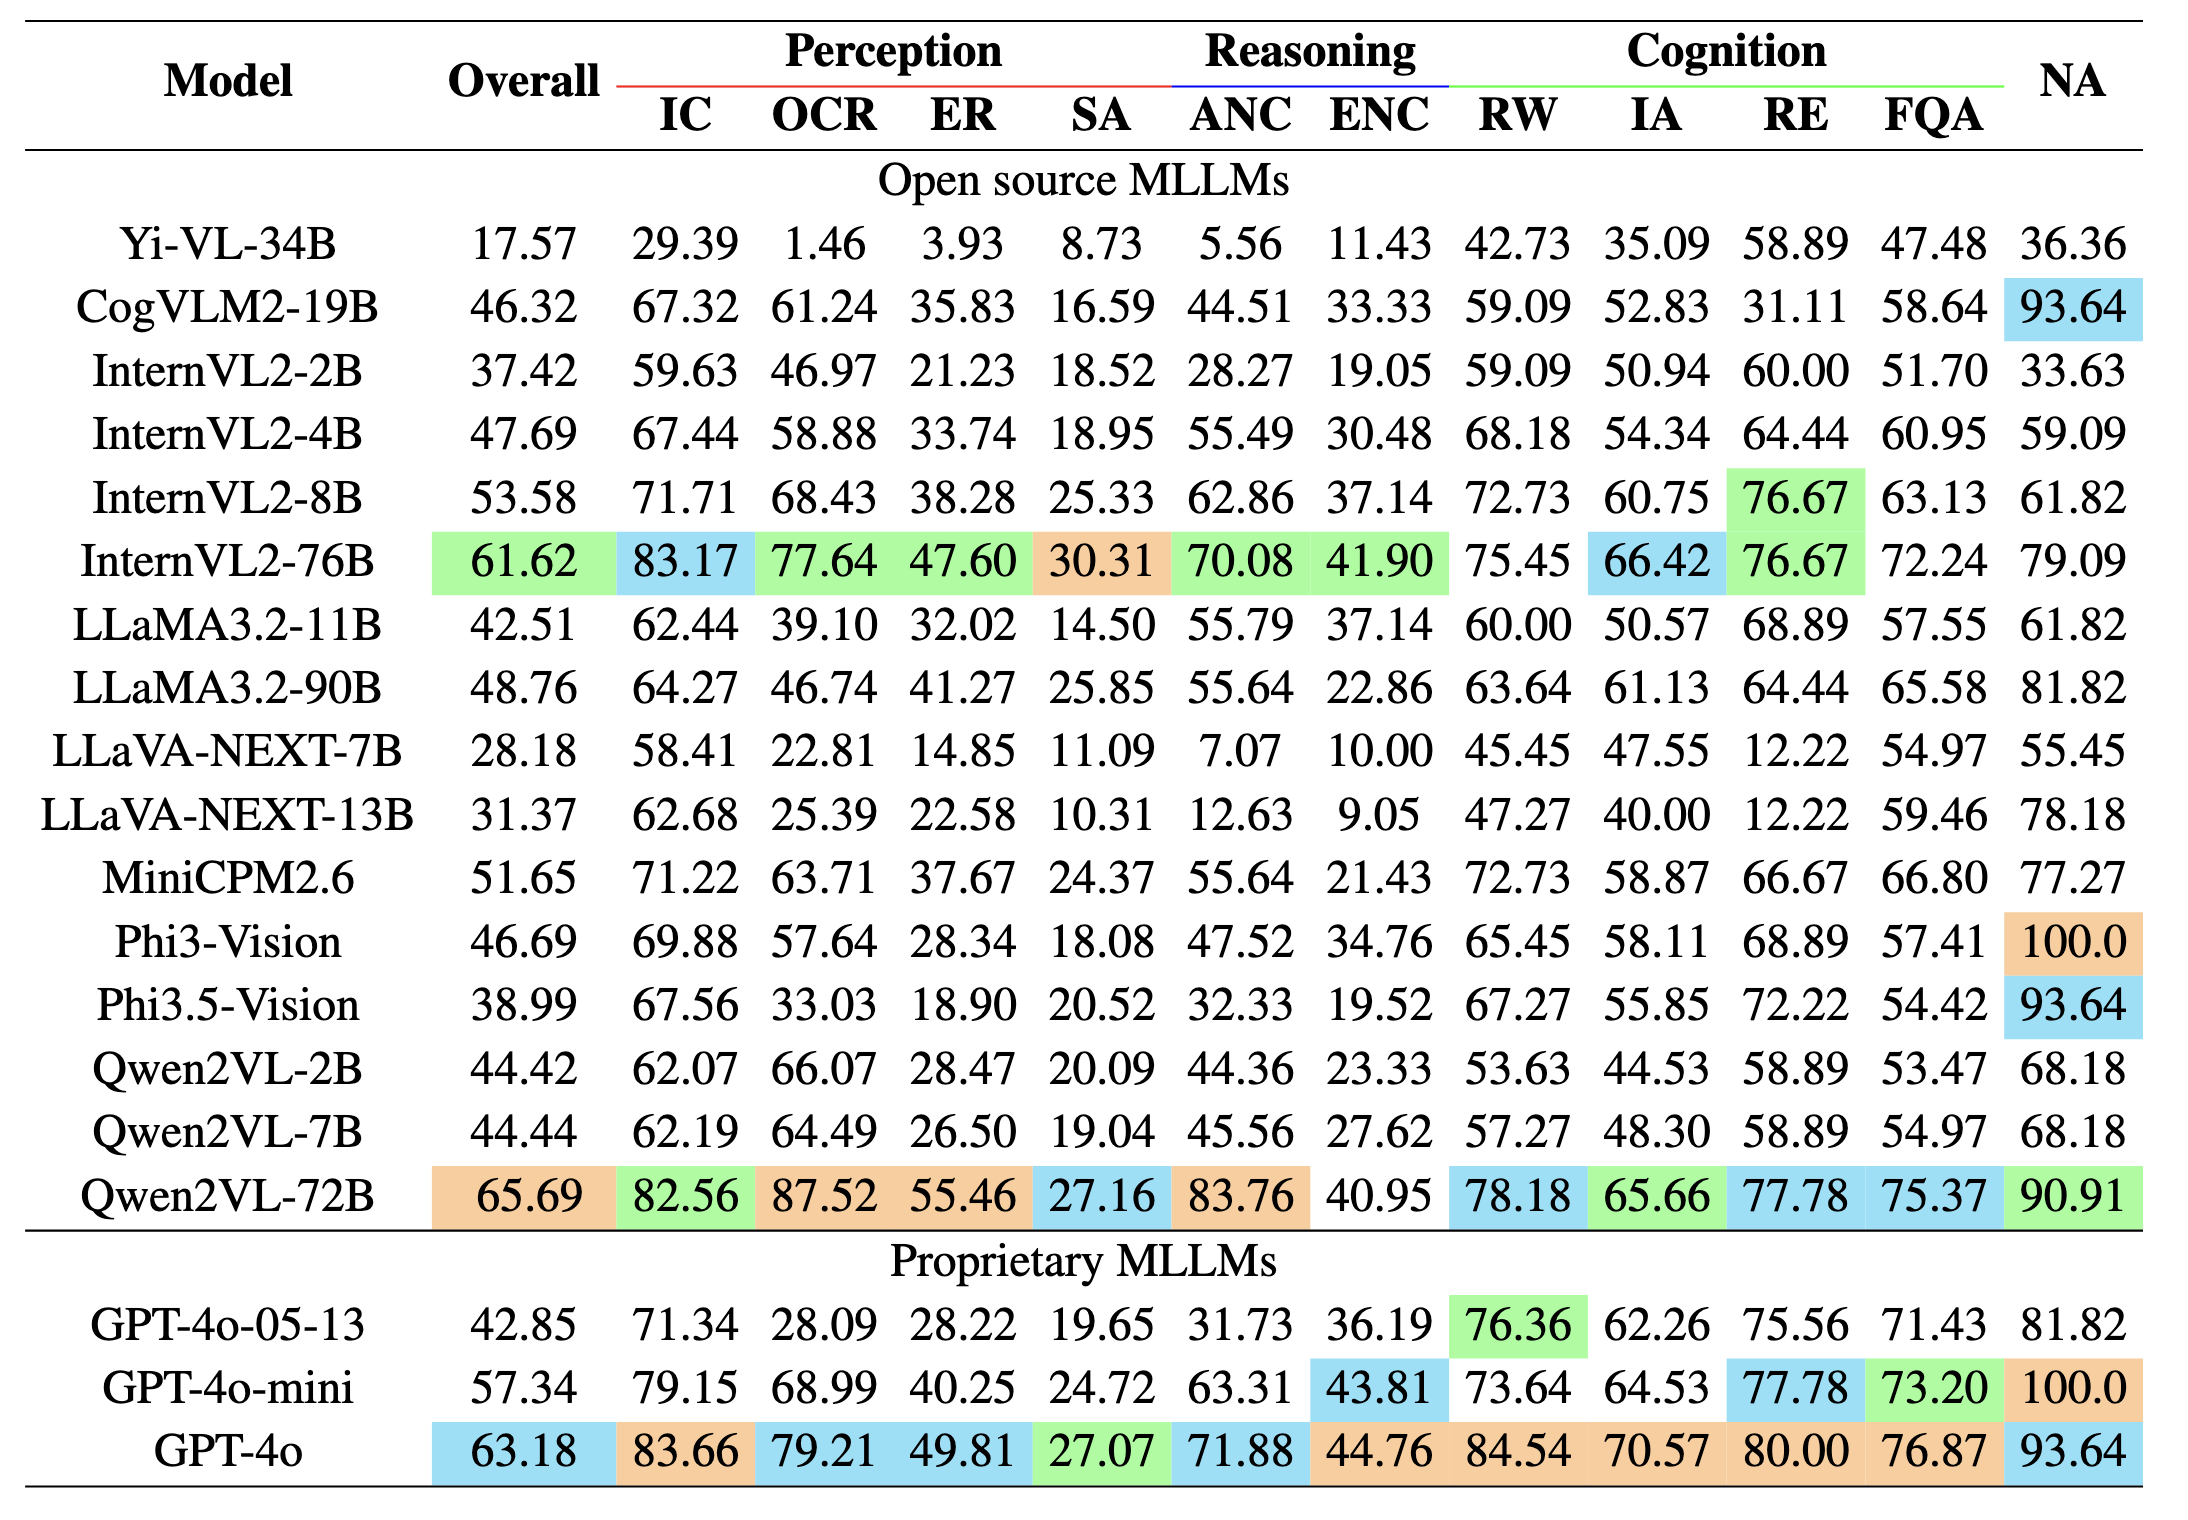 Model Overall Perception Reasoning Cognition NA
IC OCR ER SA ANC ENC RW IA RE FQA
Open source MLLMs
Yi-VL-34B 17.57 29.39 1.46 3.93 8.73 5.56 11.43 42.73 35.09 58.89 47.48 36.36
CogVLM2-19B 46.32 67.32 61.24 35.83 16.59 44.51 33.33 59.09 52.83 31.11 58.64 93.64
InternVL2-2B 37.42 59.63 46.97 21.23 18.52 28.27 19.05 59.09 50.94 60.00 51.70 33.63
InternVL2-4B 47.69 67.44 58.88 33.74 18.95 55.49 30.48 68.18 54.34 64.44 60.95 59.09
InternVL2-8B 53.58 71.71 68.43 38.28 25.33 62.86 37.14 72.73 60.75 76.67 63.13 61.82
InternVL2-76B 61.62 83.17 77.64 47.60 30.31 70.08 41.90 75.45 66.42 76.67 72.24 79.09
LLaMA3.2-11B 42.51 62.44 39.10 32.02 14.50 55.79 37.14 60.00 50.57 68.89 57.55 61.82
LLaMA3.2-90B 48.76 64.27 46.74 41.27 25.85 55.64 22.86 63.64 61.13 64.44 65.58 81.82
LLaVA-NEXT-7B 28.18 58.41 22.81 14.85 11.09 7.07 10.00 45.45 47.55 12.22 54.97 55.45
LLaVA-NEXT-13B 31.37 62.68 25.39 22.58 10.31 12.63 9.05 47.27 40.00 12.22 59.46 78.18
MiniCPM2.6 51.65 71.22 63.71 37.67 24.37 55.64 21.43 72.73 58.87 66.67 66.80 77.27
Phi3-Vision 46.69 69.88 57.64 28.34 18.08 47.52 34.76 65.45 58.11 68.89 57.41 100.0
Phi3.5-Vision 38.99 67.56 33.03 18.90 20.52 32.33 19.52 67.27 55.85 72.22 54.42 93.64
Qwen2VL-2B 44.42 62.07 66.07 28.47 20.09 44.36 23.33 53.63 44.53 58.89 53.47 68.18
Qwen2VL-7B 44.44 62.19 64.49 26.50 19.04 45.56 27.62 57.27 48.30 58.89 54.97 68.18
Qwen2VL-72B 65.69 82.56 87.52 55.46 27.16 83.76 40.95 78.18 65.66 77.78 75.37 90.91
Proprietary MLLMs
GPT-4o-05-13 42.85 71.34 28.09 28.22 19.65 31.73 36.19 76.36 62.26 75.56 71.43 81.82
GPT-4o-mini 57.34 79.15 68.99 40.25 24.72 63.31 43.81 73.64 64.53 77.78 73.20 100.0
GPT-4o 63.18 83.66 79.21 49.81 27.07 71.88 44.76 84.54 70.57 80.00 76.87 93.64